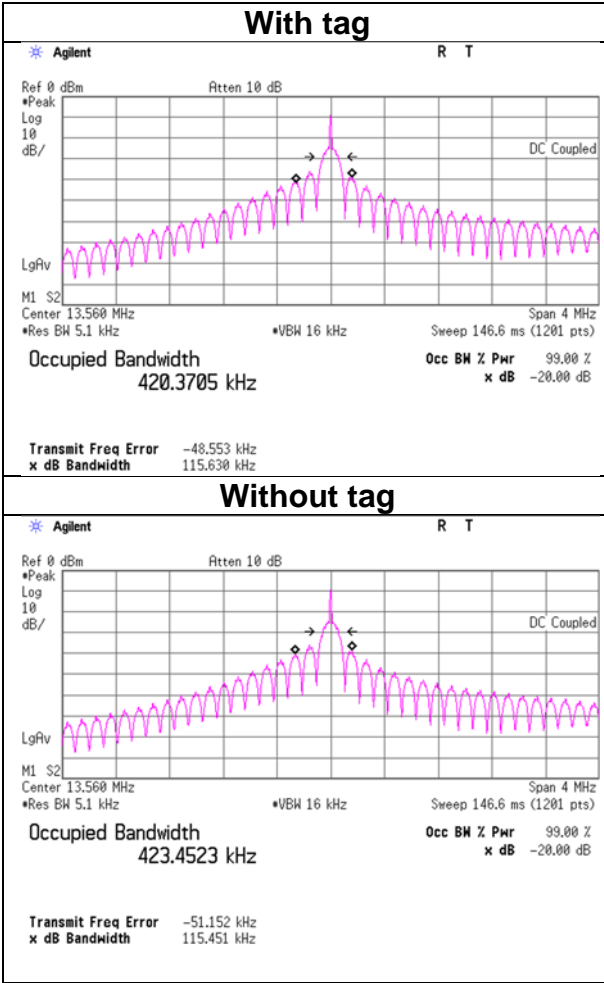 With tag
Agilent R T
Ref 0 dBm Atten 10 dB
*Peak
Log
10
dB/
DC Coupled
LgAv
M1 S2
Center 13.560 MHz Span 4 MHz
*Res BW 5.1 kHz *VBW 16 kHz Sweep 146.6 ms (1201 pts)
Occupied Bandwidth Occ BW % Pwr 99.00 %
420.3705 kHz x dB -20.00 dB
Transmit Freq Error -48.553 kHz
x dB Bandwidth 115.630 kHz
Without tag
Agilent R T
Ref 0 dBm Atten 10 dB
*Peak
Log
10
dB/
DC Coupled
LgAv
M1 S2
Center 13.560 MHz Span 4 MHz
*Res BW 5.1 kHz *VBW 16 kHz Sweep 146.6 ms (1201 pts)
Occupied Bandwidth Occ BW % Pwr 99.00 %
423.4523 kHz x dB -20.00 dB
Transmit Freq Error -51.152 kHz
x dB Bandwidth 115.451 kHz